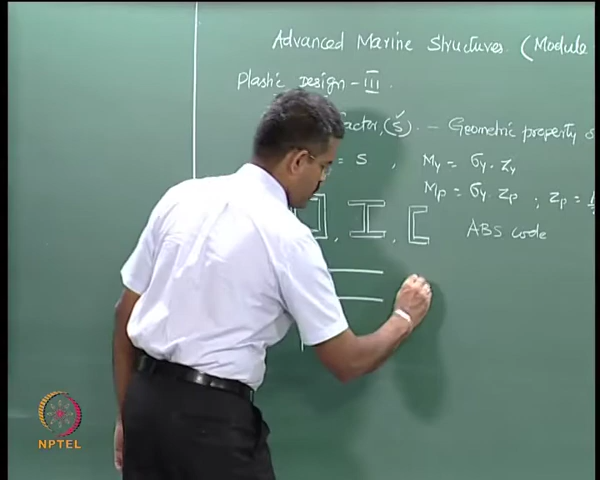 Advanced Marine Structures. (Module
Plastic Design - III.
actor, (s). - Geometric property
= S , My = σy. Zy
Mp = σy. Zp ; Zp =
ABS code
NPTEL